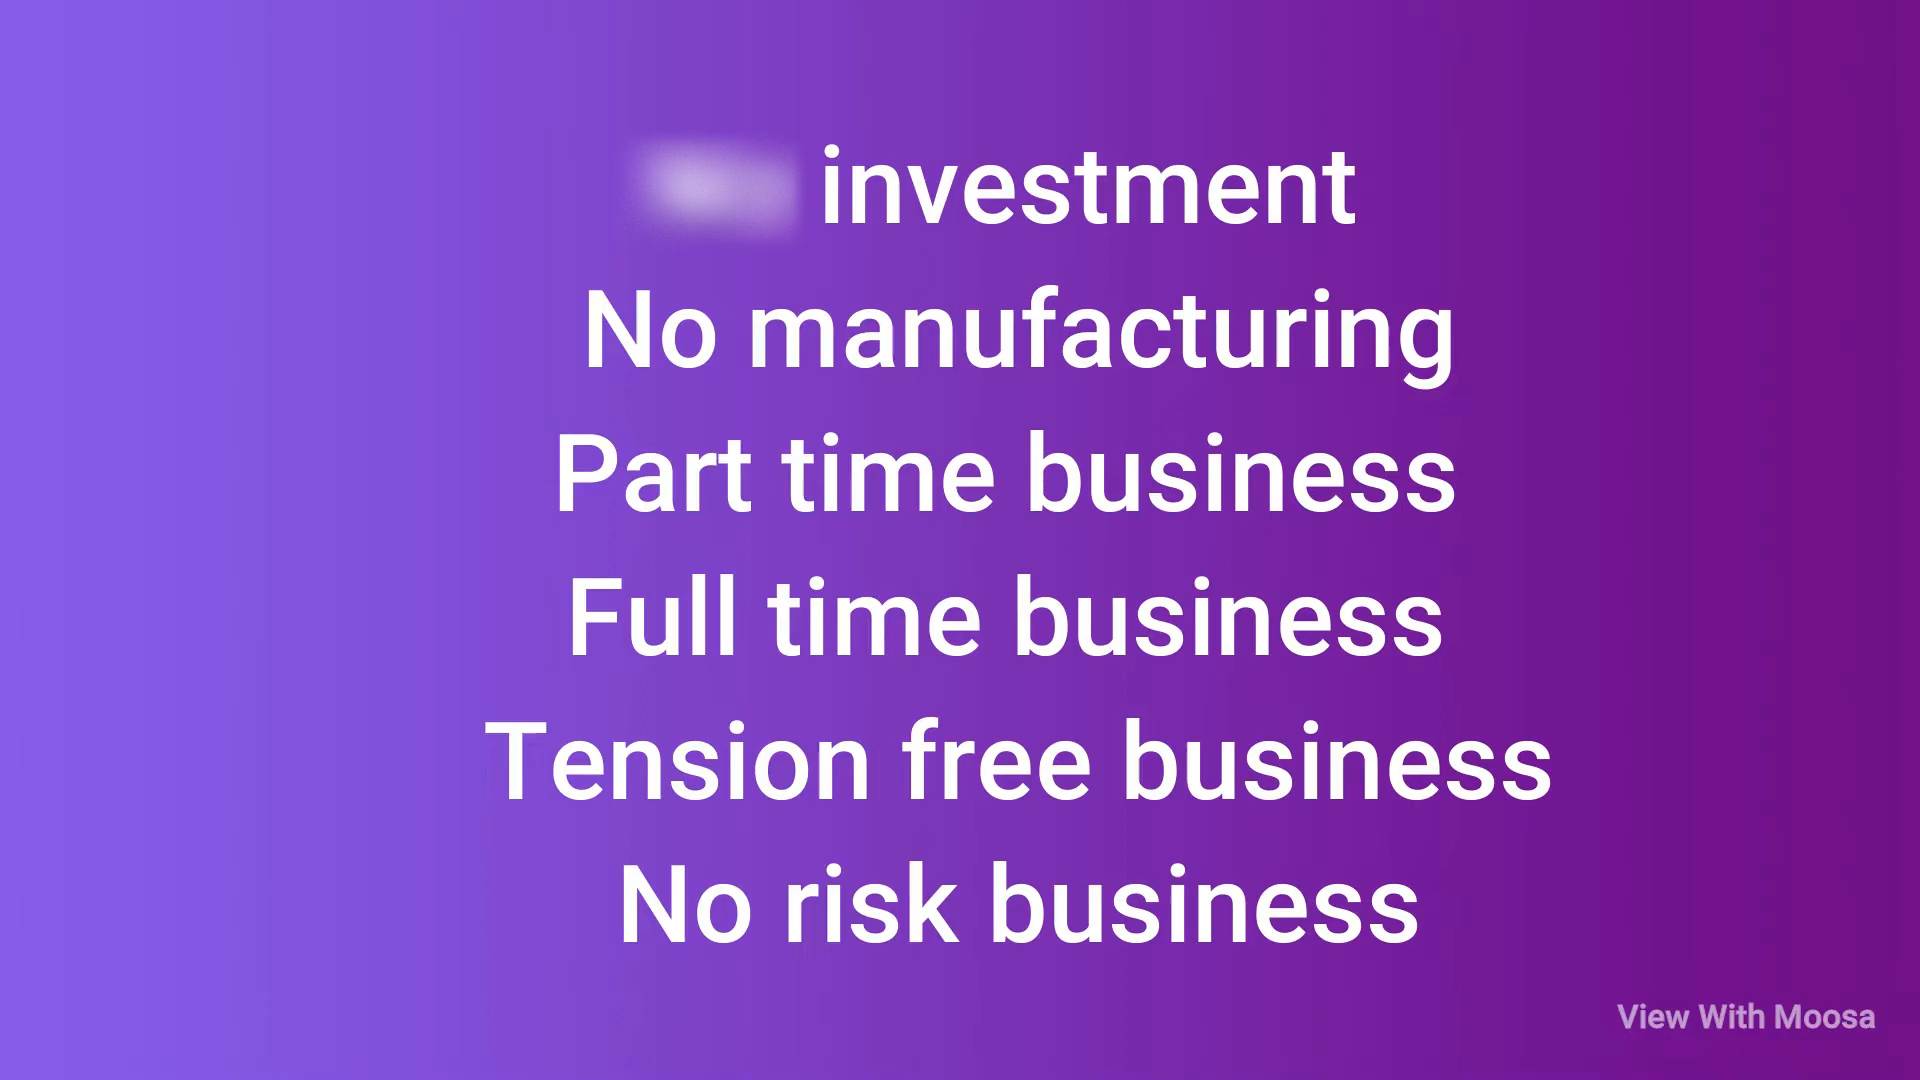 investment
No manufacturing
Part time business
Full time business
Tension free business
No risk business
View With Moosa